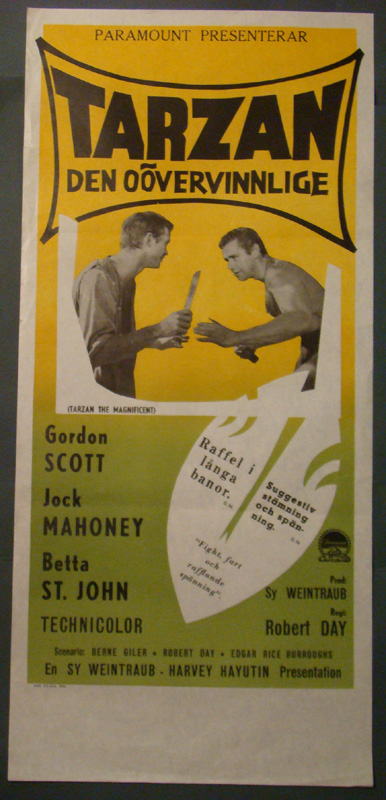 PARAMOUNT PRESENTERAR
TARZAN
DEN OÖVERVINNLIGE
(TARZAN THE MAGNIFICENT)
Gordon
SCOTT
Jock
MAHONEY
Betta
ST. JOHN
TECHNICOLOR
Raffel i
långa
banor.
Suggestiv
stämning
och spän-
ning.
"Fight, fart
och
rafflande
spänning".
Prod:
Sy WEINTRAUB
Regi:
Robert DAY
Scenario: BERNE GILER • ROBERT DAY • EDGAR RICE BURROUGHS
En SY WEINTRAUB - HARVEY HAYUTIN Presentation